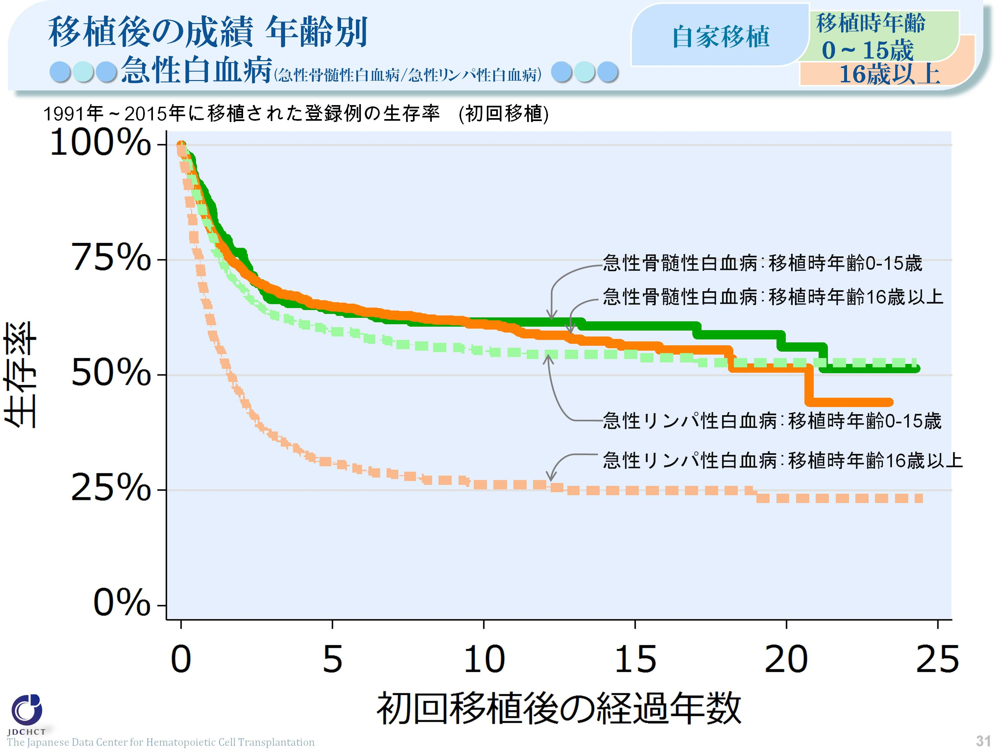 移植後の成績 年齢別
急性白血病(急性骨髄性白血病/急性リンパ性白血病)
自家移植
移植時年齢
0～15歳
16歳以上
1991年～2015年に移植された登録例の生存率 (初回移植)
100%
75%
50%
25%
0%
生存率
急性骨髄性白血病:移植時年齢0-15歳
急性骨髄性白血病:移植時年齢16歳以上
急性リンパ性白血病:移植時年齢0-15歳
急性リンパ性白血病:移植時年齢16歳以上
0 5 10 15 20 25
初回移植後の経過年数
JDCHCT
The Japanese Data Center for Hematopoietic Cell Transplantation
31